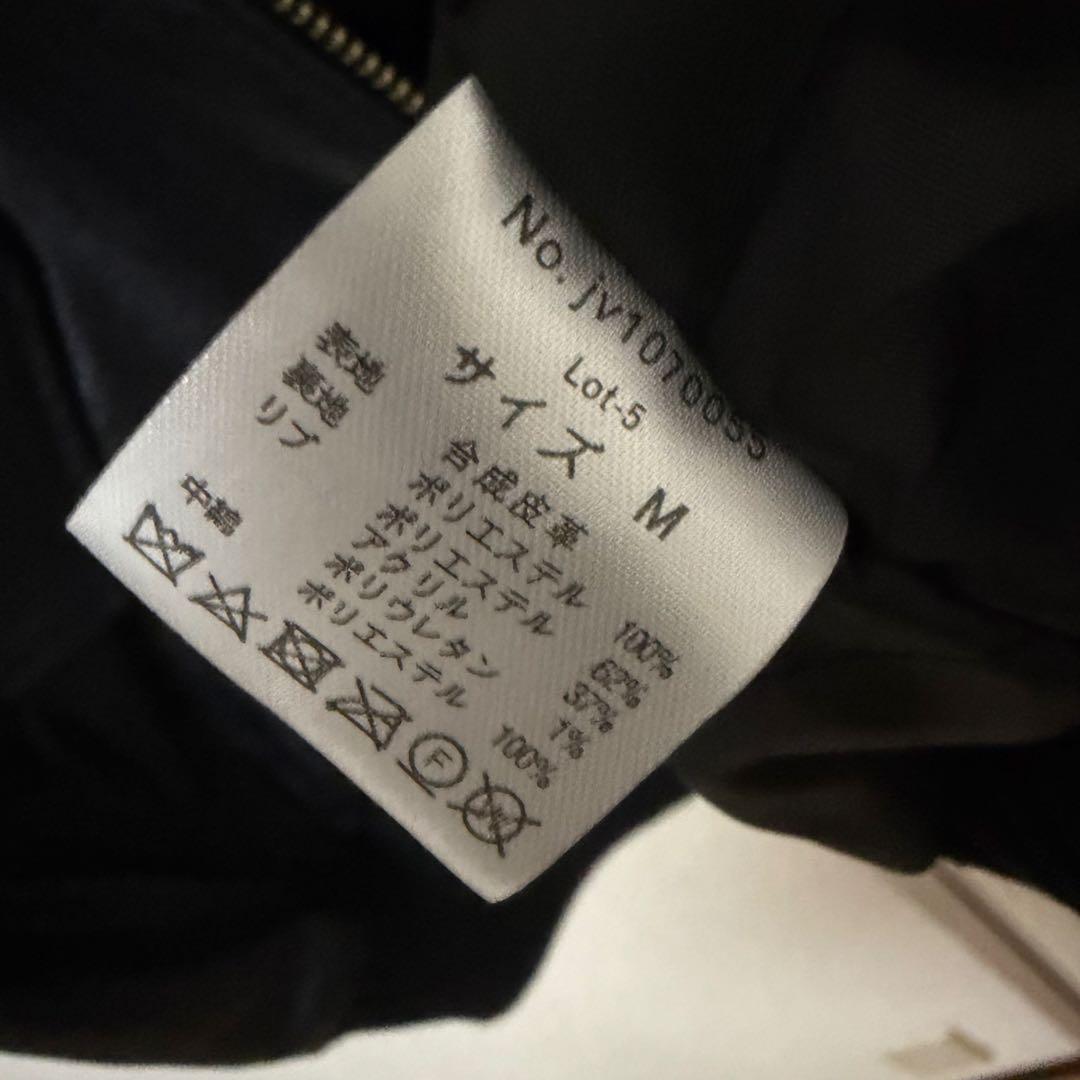 No.
Lot-5
サイズ M
表地 合成皮革
裏地 ポリエステル 100%
リブ ポリエステル 62%
アクリル 37%
ポリウレタン 1%
中綿 ポリエステル 100%
F